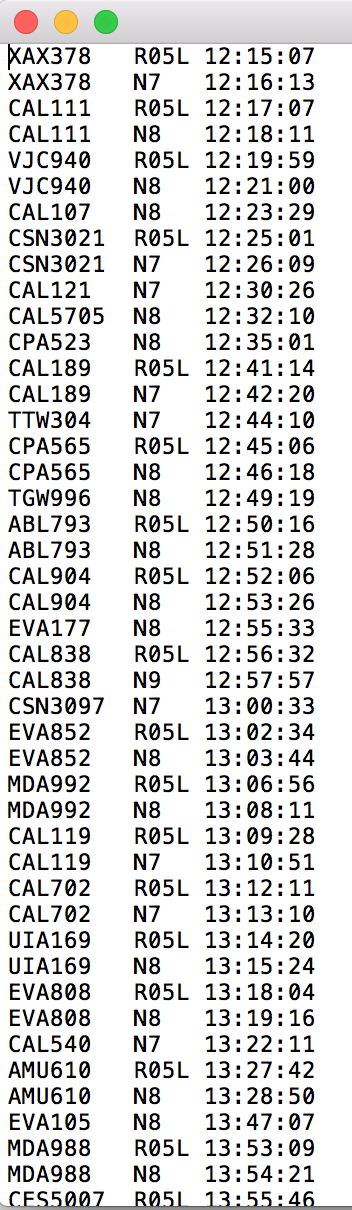 XAX378 R05L 12:15:07
XAX378 N7 12:16:13
CAL111 R05L 12:17:07
CAL111 N8 12:18:11
VJC940 R05L 12:19:59
VJC940 N8 12:21:00
CAL107 N8 12:23:29
CSN3021 R05L 12:25:01
CSN3021 N7 12:26:09
CAL121 N7 12:30:26
CAL5705 N8 12:32:10
CPA523 N8 12:35:01
CAL189 R05L 12:41:14
CAL189 N7 12:42:20
TTW304 N7 12:44:10
CPA565 R05L 12:45:06
CPA565 N8 12:46:18
TGW996 N8 12:49:19
ABL793 R05L 12:50:16
ABL793 N8 12:51:28
CAL904 R05L 12:52:06
CAL904 N8 12:53:26
EVA177 N8 12:55:33
CAL838 R05L 12:56:32
CAL838 N9 12:57:57
CSN3097 N7 13:00:33
EVA852 R05L 13:02:34
EVA852 N8 13:03:44
MDA992 R05L 13:06:56
MDA992 N8 13:08:11
CAL119 R05L 13:09:28
CAL119 N7 13:10:51
CAL702 R05L 13:12:11
CAL702 N7 13:13:10
UIA169 R05L 13:14:20
UIA169 N8 13:15:24
EVA808 R05L 13:18:04
EVA808 N8 13:19:16
CAL540 N7 13:22:11
AMU610 R05L 13:27:42
AMU610 N8 13:28:50
EVA105 N8 13:47:07
MDA988 R05L 13:53:09
MDA988 N8 13:54:21
CES5007 R05L 13:55:46